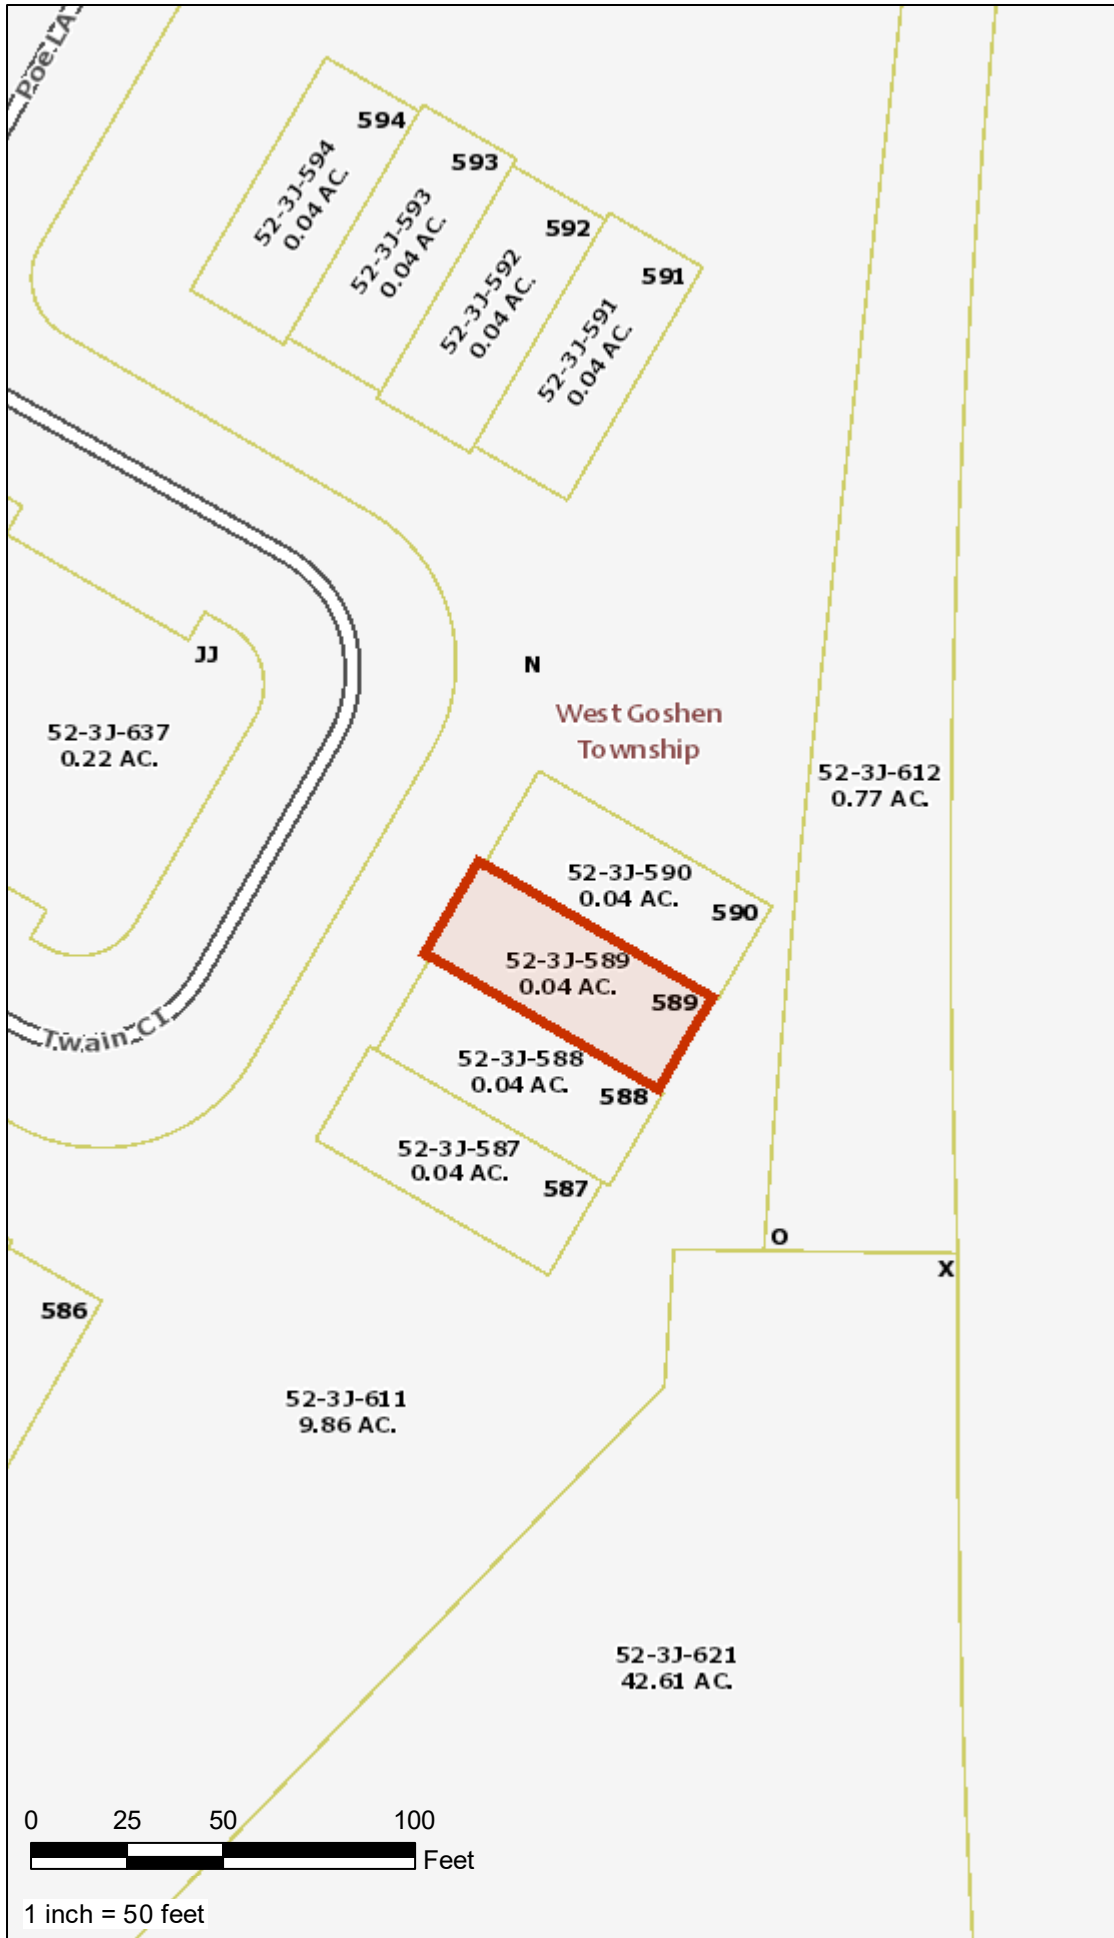 Poe LA
594
52-3J-594
0.04 AC.
593
52-3J-593
0.04 AC.
592
52-3J-592
0.04 AC.
591
52-3J-591
0.04 AC.
JJ
N
52-3J-637
0.22 AC.
West Goshen
Township
52-3J-612
0.77 AC.
52-3J-590
0.04 AC.
590
52-3J-589
0.04 AC.
589
Twain CI
52-3J-588
0.04 AC.
588
52-3J-587
0.04 AC.
587
O
X
586
52-3J-611
9.86 AC.
52-3J-621
42.61 AC.
0 25 50 100
Feet
1 inch = 50 feet